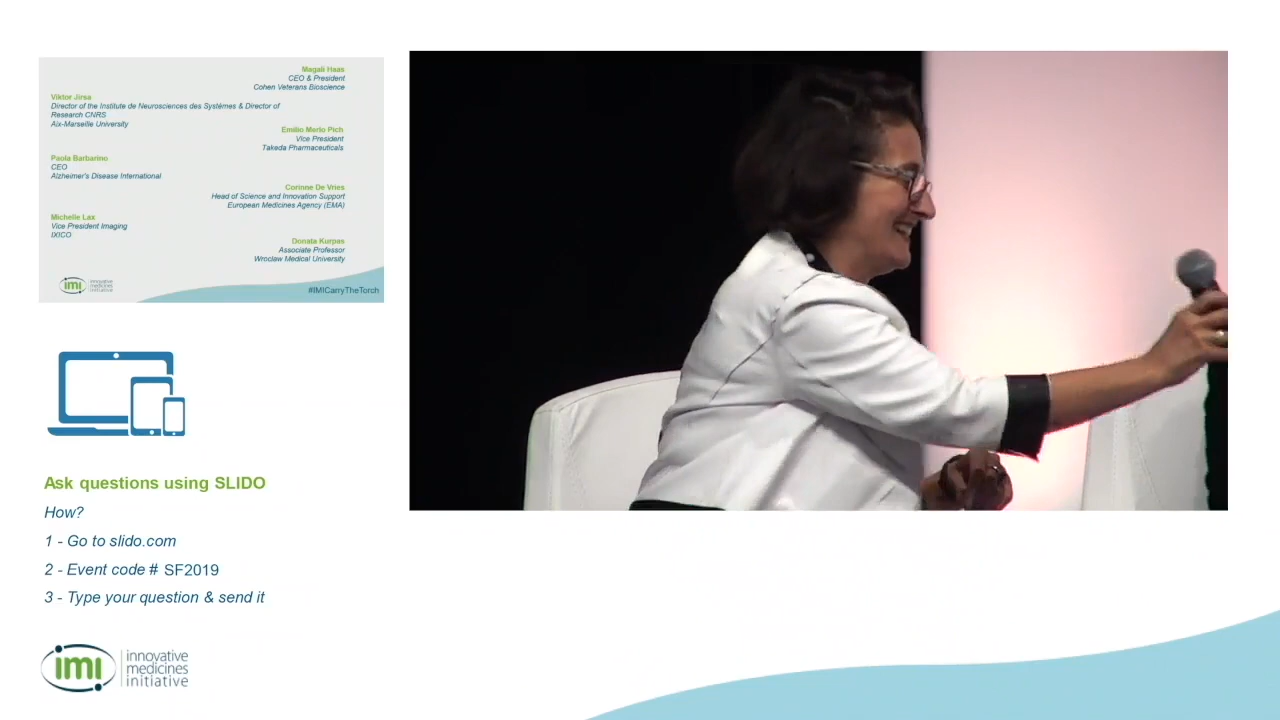 Magali Haas
CEO & President
Cohen Veterans Bioscience
Viktor Jirsa
Director of the Institute de Neurosciences des Systèmes & Director of
Research CNRS
Aix-Marseille University
Emilio Merlo Pich
Vice President
Takeda Pharmaceuticals
Paola Barbarino
CEO
Alzheimer's Disease International
Corinne De Vries
Head of Science and Innovation Support
European Medicines Agency (EMA)
Michelle Lax
Vice President Imaging
IXICO
Donata Kurpas
Associate Professor
Wroclaw Medical University
imi
innovative
medicines
initiative
#IMICarryTheTorch
Ask questions using SLIDO
How?
1 - Go to slido.com
2 - Event code # SF2019
3 - Type your question & send it
imi
innovative
medicines
initiative